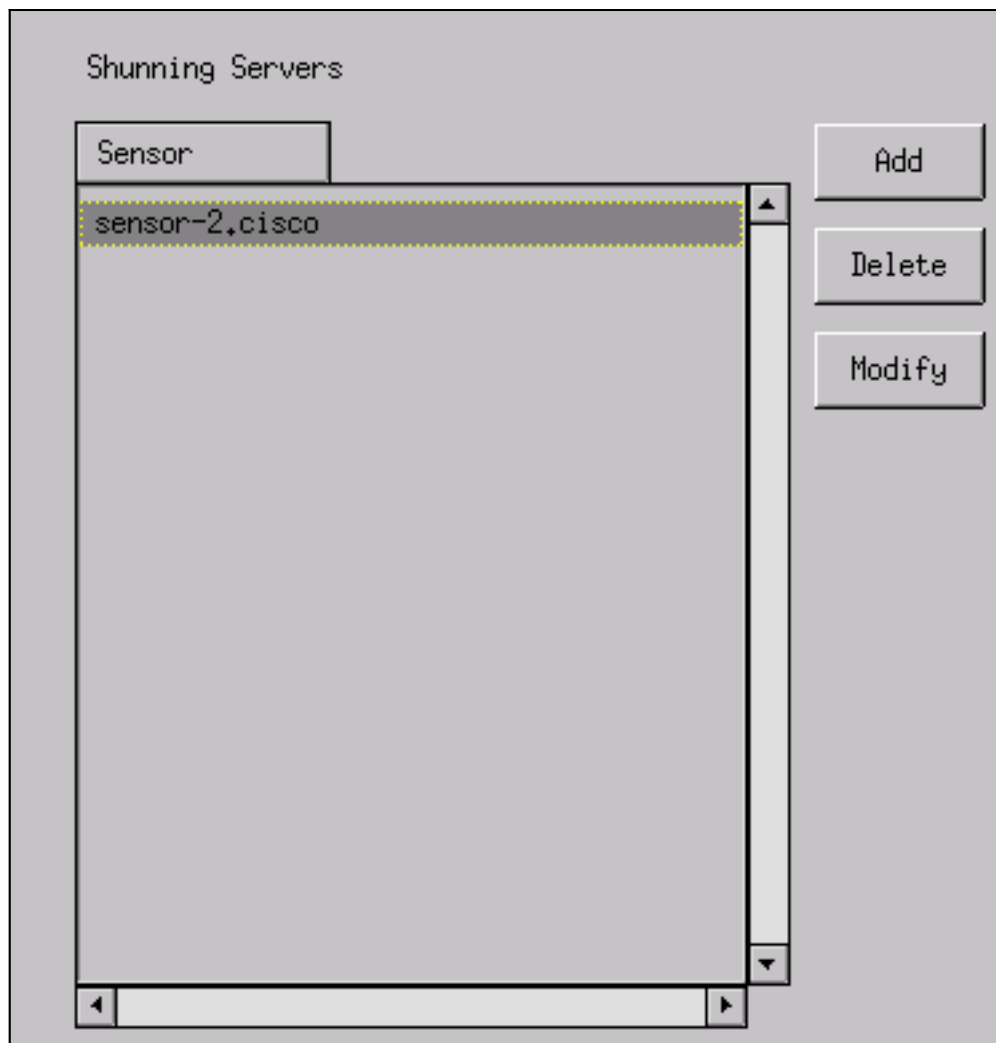 Shunning Servers
Sensor
sensor-2.cisco
Add
Delete
Modify